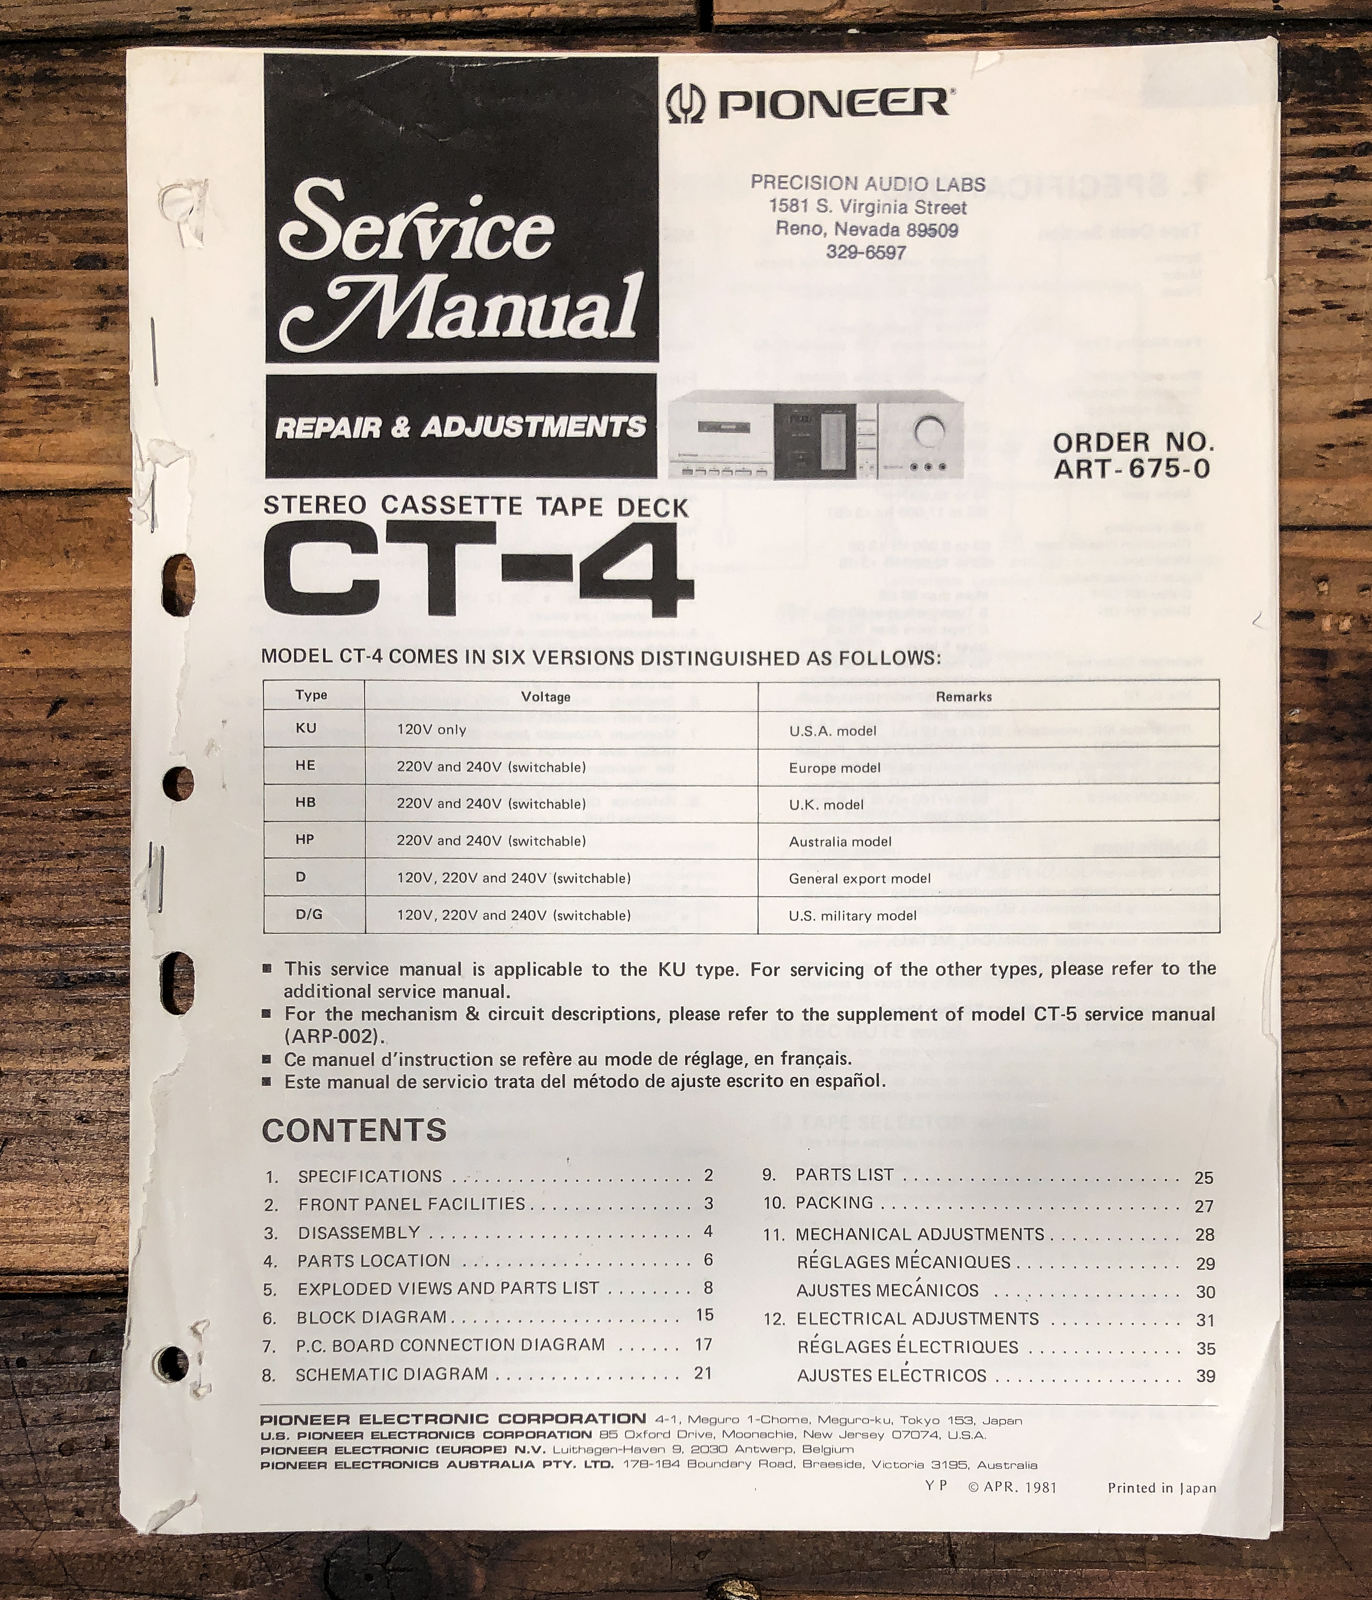 Service
Manual
PIONEER®
PRECISION AUDIO LABS
1581 S. Virginia Street
Reno, Nevada 89509
329-6597
REPAIR & ADJUSTMENTS
ORDER NO.
ART-675-0
STEREO CASSETTE TAPE DECK
CT-4
MODEL CT-4 COMES IN SIX VERSIONS DISTINGUISHED AS FOLLOWS:
Type Voltage Remarks
KU 120V only U.S.A. model
HE 220V and 240V (switchable) Europe model
HB 220V and 240V (switchable) U.K. model
HP 220V and 240V (switchable) Australia model
D 120V, 220V and 240V (switchable) General export model
D/G 120V, 220V and 240V (switchable) U.S. military model
■ This service manual is applicable to the KU type. For servicing of the other types, please refer to the
additional service manual.
■ For the mechanism & circuit descriptions, please refer to the supplement of model CT-5 service manual
(ARP-002).
■ Ce manuel d'instruction se refère au mode de réglage, en français.
■ Este manual de servicio trata del método de ajuste escrito en español.
CONTENTS
1. SPECIFICATIONS ..................... 2
2. FRONT PANEL FACILITIES ............... 3
3. DISASSEMBLY ........................ 4
4. PARTS LOCATION ..................... 6
5. EXPLODED VIEWS AND PARTS LIST ........ 8
6. BLOCK DIAGRAM ..................... 15
7. P.C. BOARD CONNECTION DIAGRAM ...... 17
8. SCHEMATIC DIAGRAM ................. 21
9. PARTS LIST ......................... 25
10. PACKING ........................... 27
11. MECHANICAL ADJUSTMENTS ............ 28
RÉGLAGES MÉCANIQUES ............... 29
AJUSTES MECÁNICOS ................. 30
12. ELECTRICAL ADJUSTMENTS ............ 31
RÉGLAGES ÉLECTRIQUES .............. 35
AJUSTES ELÉCTRICOS ................. 39
PIONEER ELECTRONIC CORPORATION 4-1, Meguro 1-Chome, Meguro-ku, Tokyo 153, Japan
U.S. PIONEER ELECTRONICS CORPORATION 85 Oxford Drive, Moonachie, New Jersey 07074, U.S.A.
PIONEER ELECTRONIC (EUROPE) N.V. Luithagen-Haven 9, 2030 Antwerp, Belgium
PIONEER ELECTRONICS AUSTRALIA PTY. LTD. 178-184 Boundary Road, Braeside, Victoria 3195, Australia
YP © APR. 1981 Printed in Japan